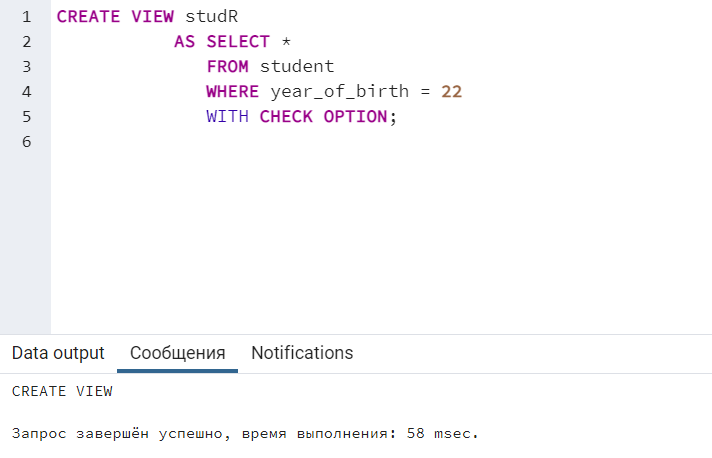 1 CREATE VIEW studR
2 AS SELECT *
3 FROM student
4 WHERE year_of_birth = 22
5 WITH CHECK OPTION;
6
Data output Сообщения Notifications
CREATE VIEW
Запрос завершён успешно, время выполнения: 58 msec.